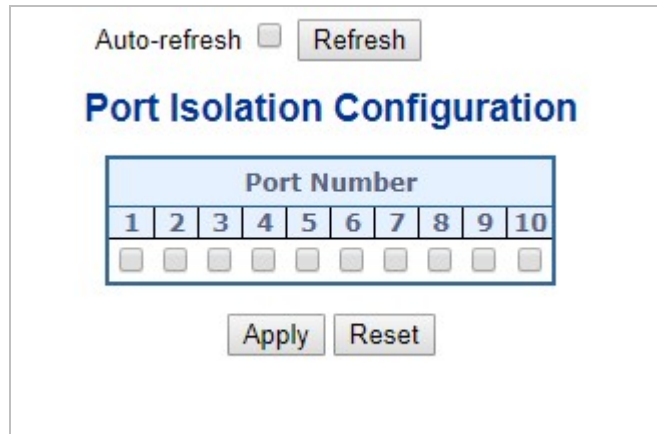 Auto-refresh Refresh
Port Isolation Configuration
Port Number
1 2 3 4 5 6 7 8 9 10
Apply Reset